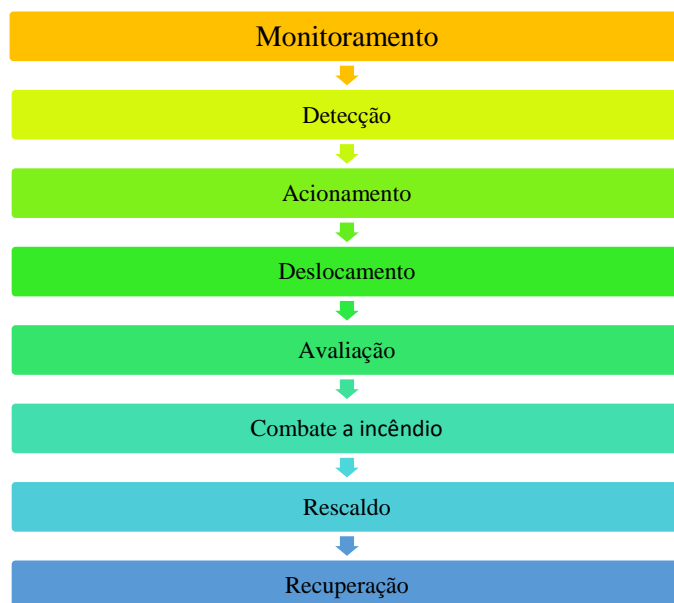 Monitoramento
Detecção
Acionamento
Deslocamento
Avaliação
Combate a incêndio
Rescaldo
Recuperação